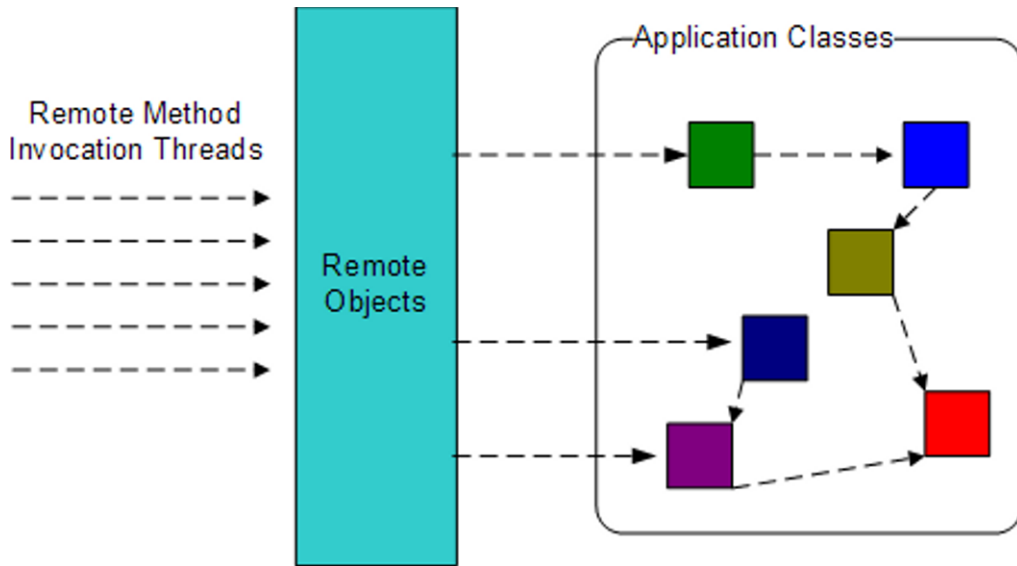 Application Classes
Remote Method
Invocation Threads
Remote
Objects